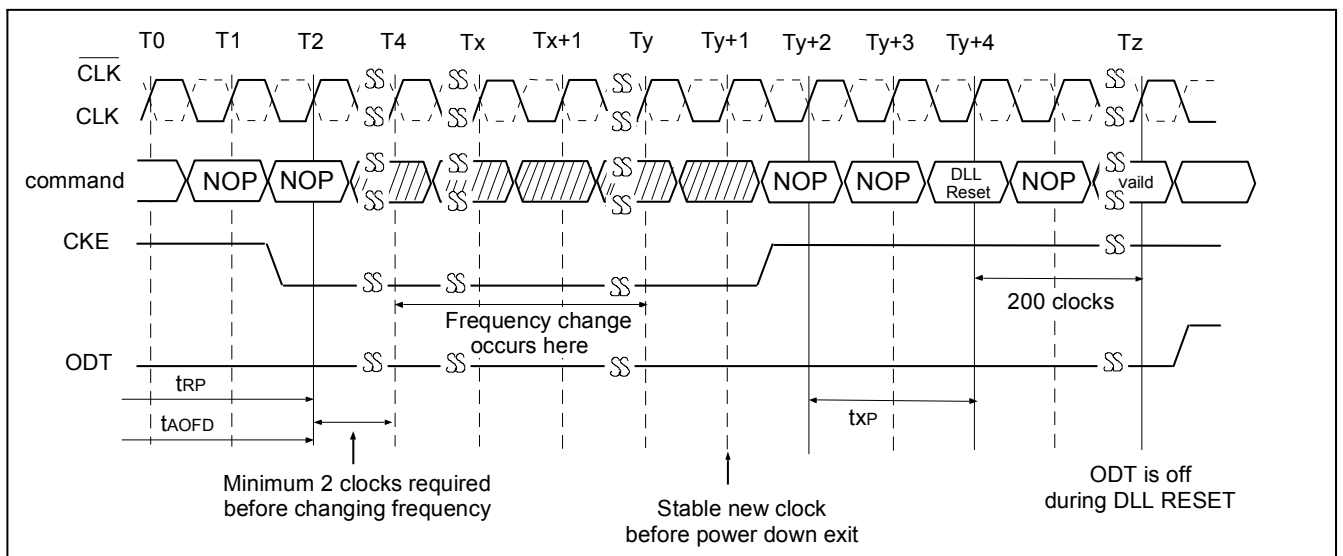 T0 T1 T2 T4 Tx Tx+1 Ty Ty+1 Ty+2 Ty+3 Ty+4 Tz
CLK
CLK
command NOP NOP NOP NOP DLL Reset NOP vaild
CKE
200 clocks
Frequency change
occurs here
ODT
tRP
tXP
tAOFD
Minimum 2 clocks required
before changing frequency
Stable new clock
before power down exit
ODT is off
during DLL RESET